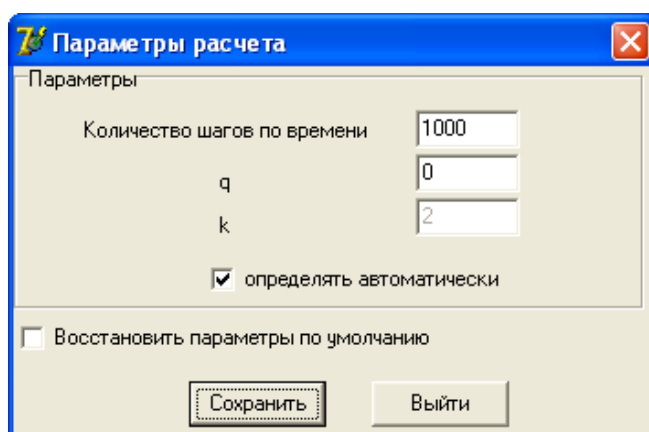 Параметры расчета
Параметры
Количество шагов по времени 1000
q 0
k 2
определять автоматически
Восстановить параметры по умолчанию
Сохранить Выйти